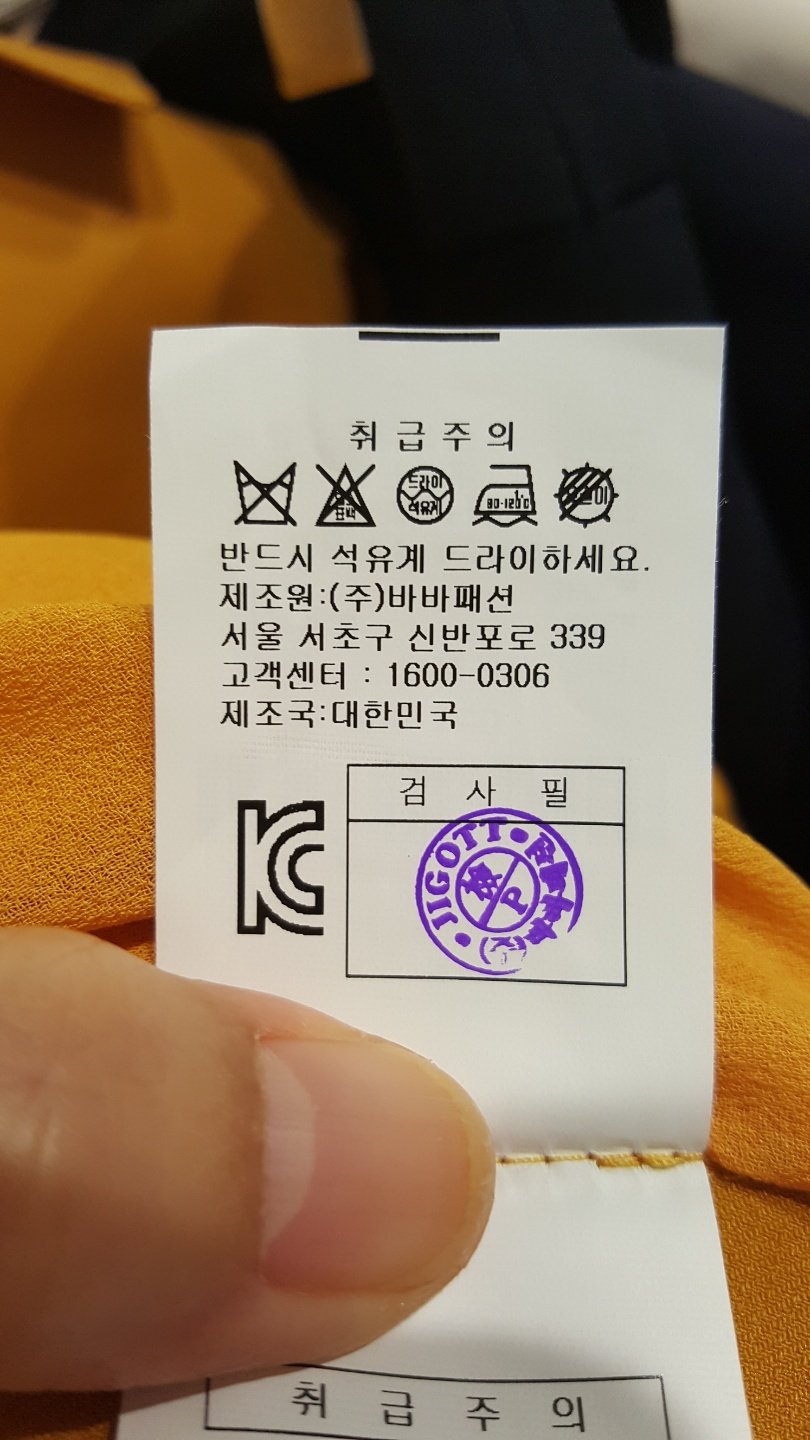 취급주의
드라이
석유계
표백
80-120°C
반드시 석유계 드라이하세요.
제조원:(주)바바패션
서울 서초구 신반포로 339
고객센터 : 1600-0306
제조국:대한민국
검 사 필
KC
JIGOTT
P
(주)
취 급 주 의